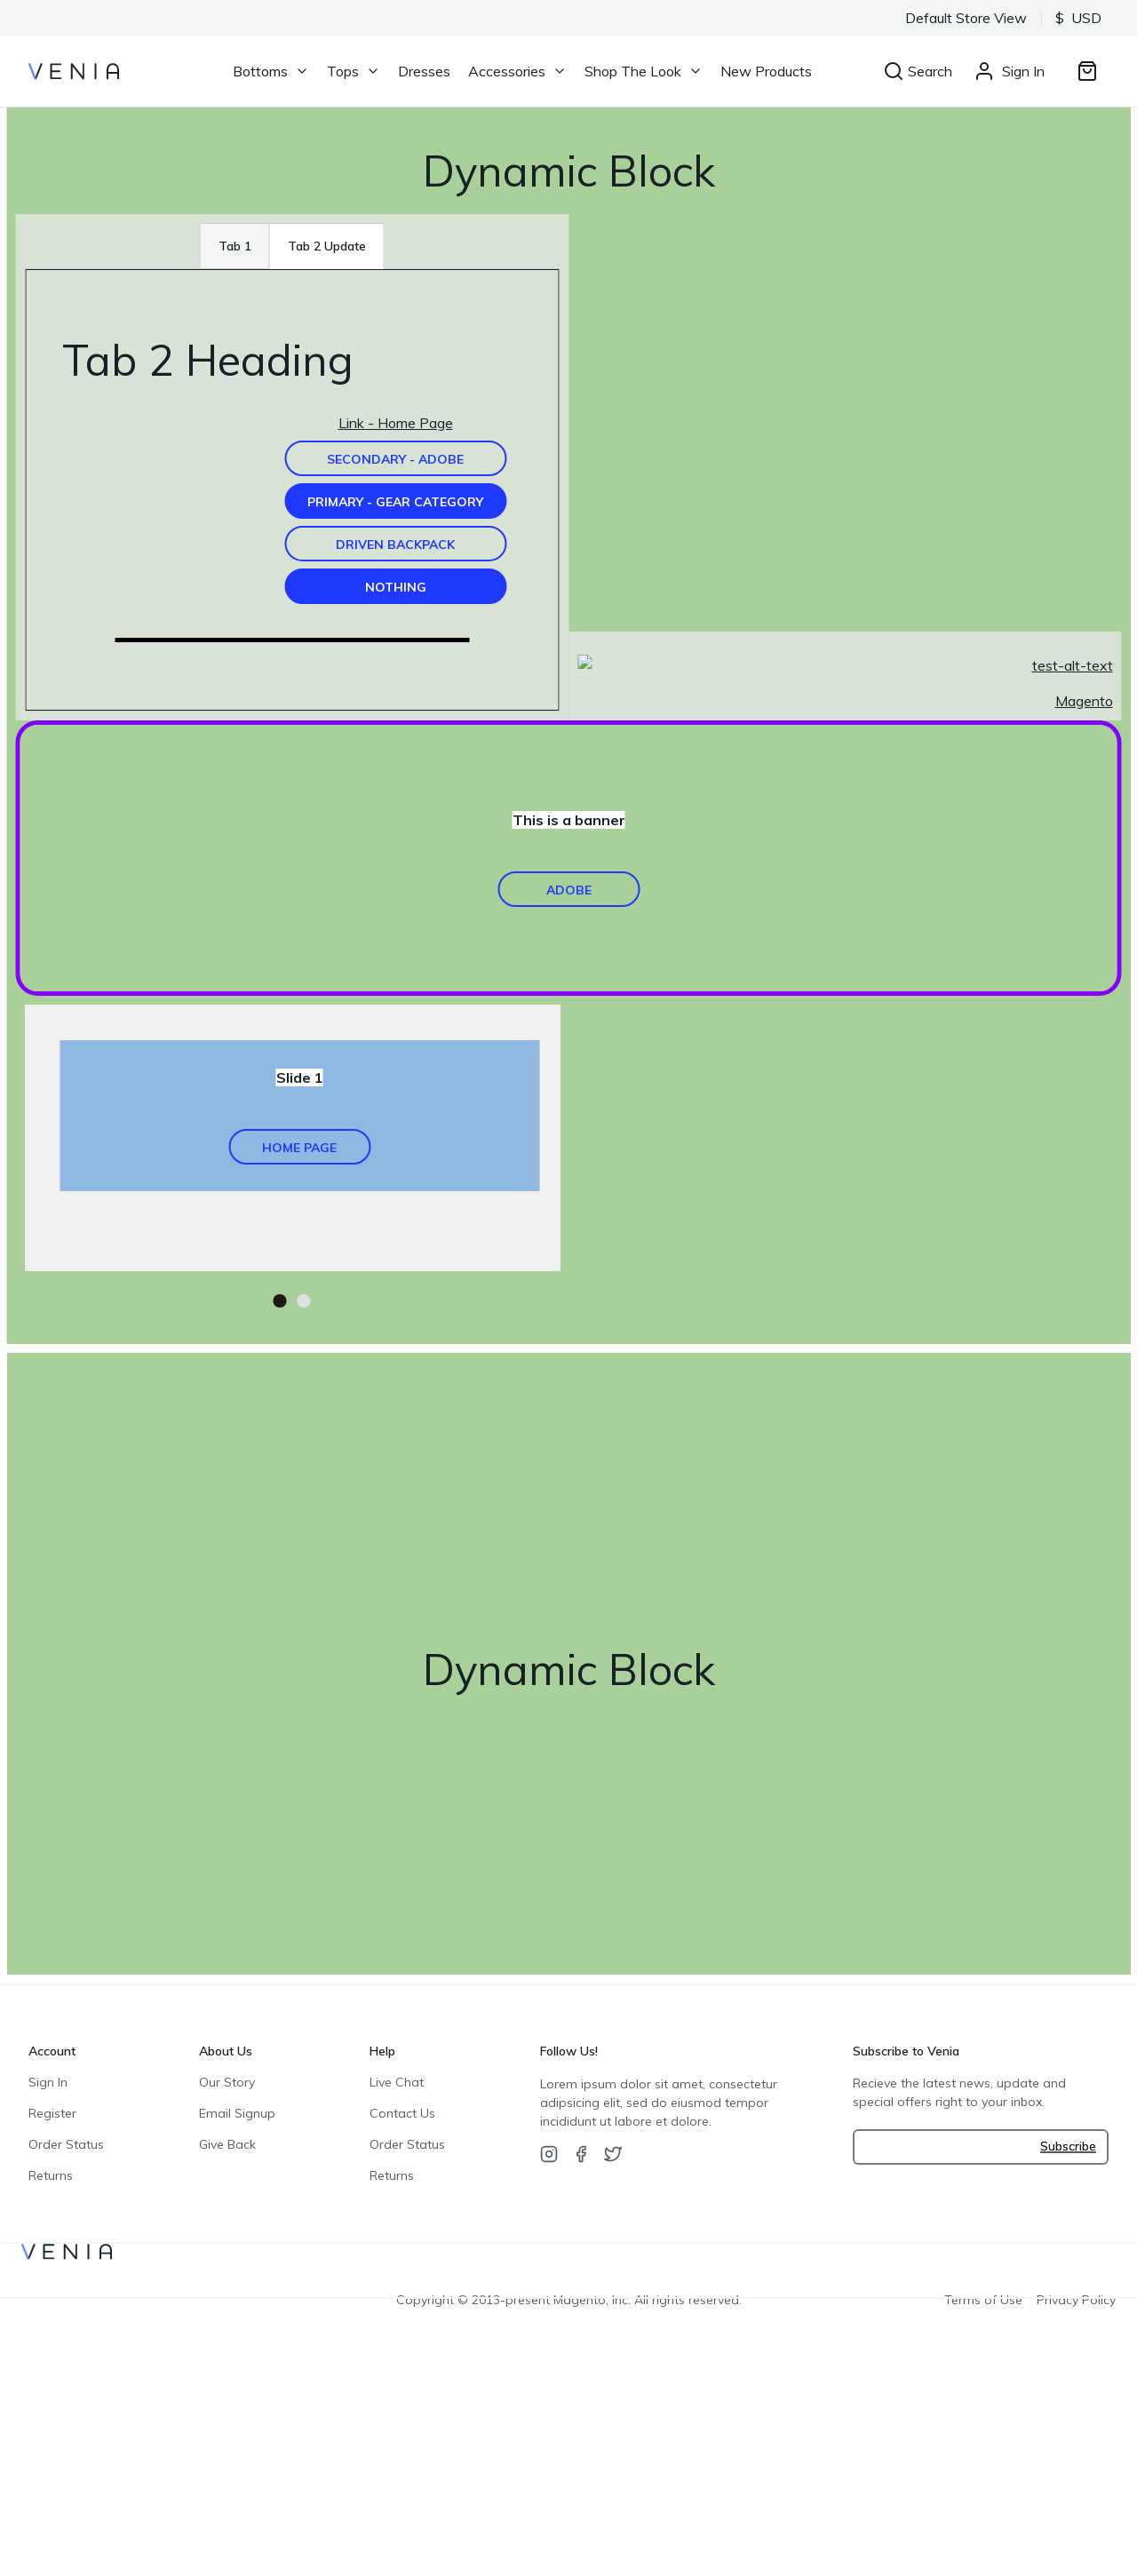 Default Store View $ USD
VENIA Bottoms Tops Dresses Accessories Shop The Look New Products Search Sign In
Dynamic Block
Tab 1 Tab 2 Update
Tab 2 Heading
Link - Home Page
SECONDARY - ADOBE
PRIMARY - GEAR CATEGORY
DRIVEN BACKPACK
NOTHING
test-alt-text
Magento
This is a banner
ADOBE
Slide 1
HOME PAGE
Dynamic Block
Account
Sign In
Register
Order Status
Returns
About Us
Our Story
Email Signup
Give Back
Help
Live Chat
Contact Us
Order Status
Returns
Follow Us!
Lorem ipsum dolor sit amet, consectetur
adipsicing elit, sed do eiusmod tempor
incididunt ut labore et dolore.
Subscribe to Venia
Recieve the latest news, update and
special offers right to your inbox.
Subscribe
VENIA
Copyright © 2013-present Magento, Inc. All rights reserved.
Terms of Use Privacy Policy